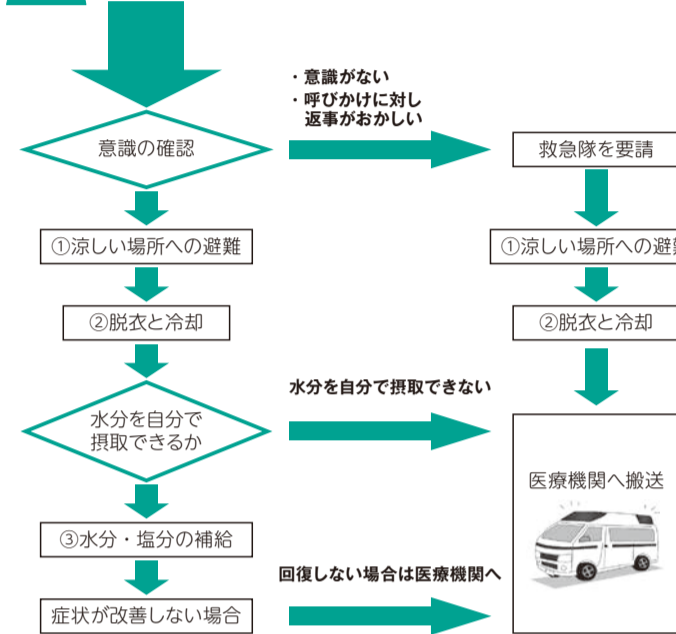 ・意識がない
・呼びかけに対し
返事がおかしい
意識の確認
救急隊を要請
①涼しい場所への避難
①涼しい場所への避
②脱衣と冷却
②脱衣と冷却
水分を自分で摂取できない
水分を自分で
摂取できるか
医療機関へ搬送
③水分・塩分の補給
回復しない場合は医療機関へ
症状が改善しない場合